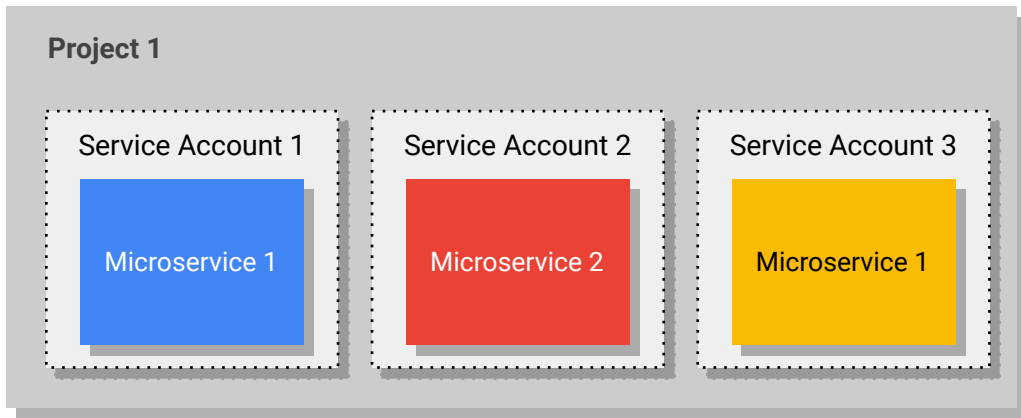 Project 1
Service Account 1
Service Account 2
Service Account 3
Microservice 1
Microservice 2
Microservice 1